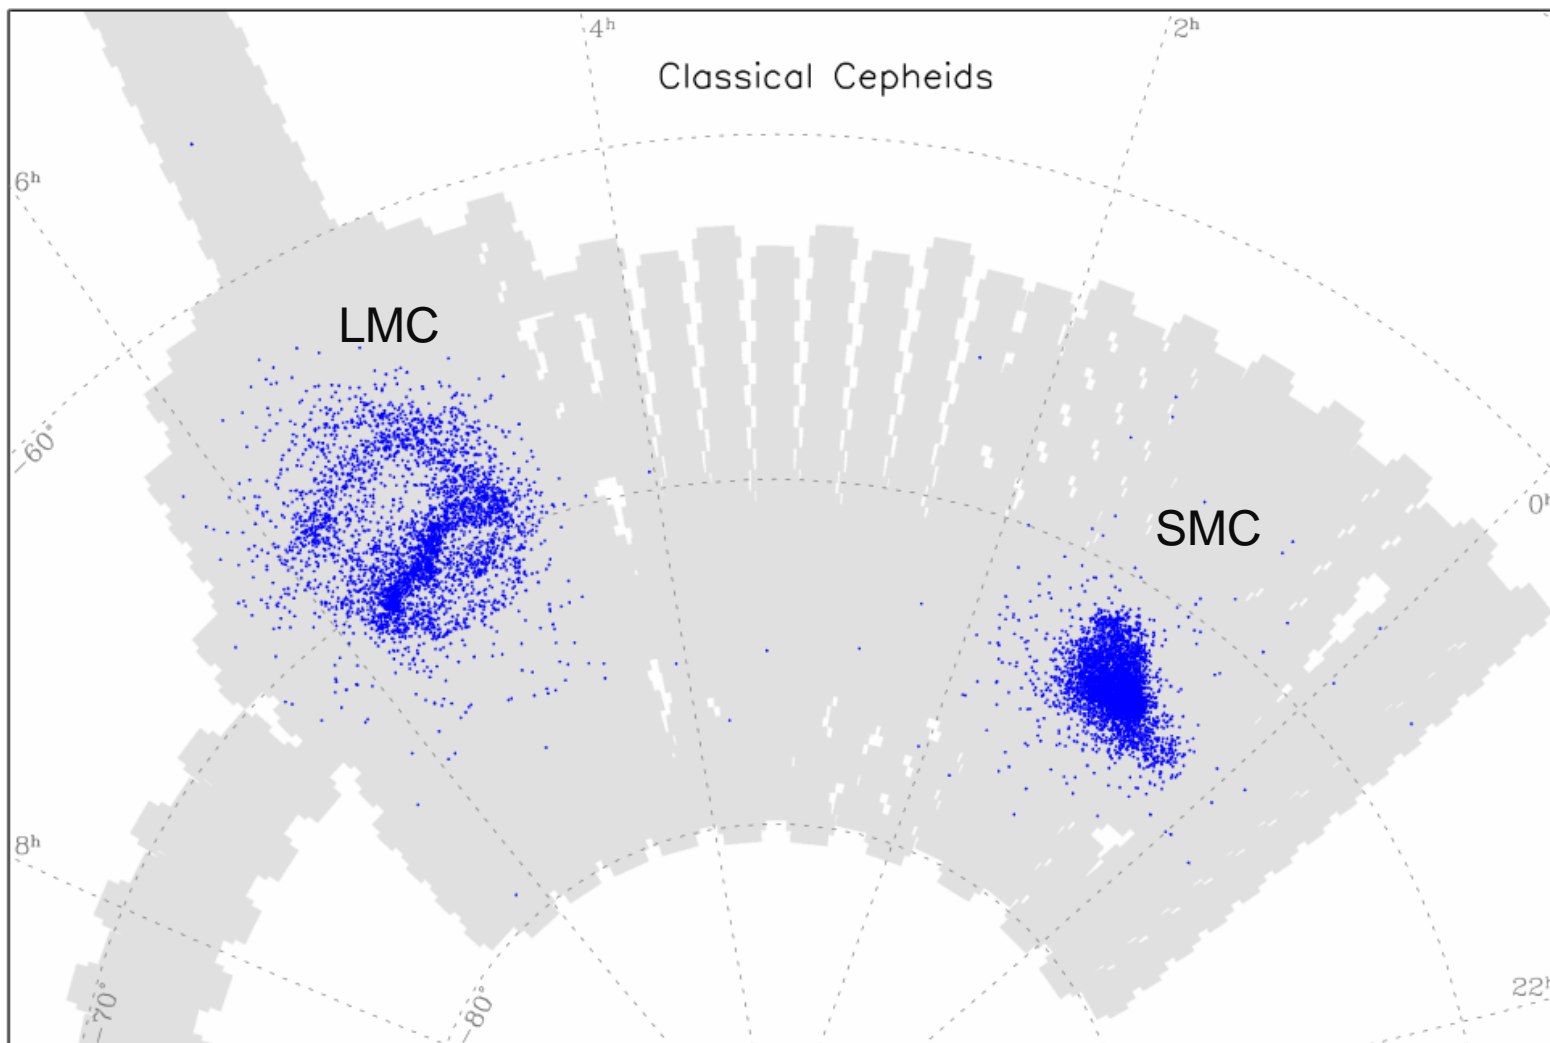 4ʰ
2ʰ
Classical Cepheids
6ʰ
LMC
-60°
0ʰ
SMC
8ʰ
22ʰ
-70°
-80°